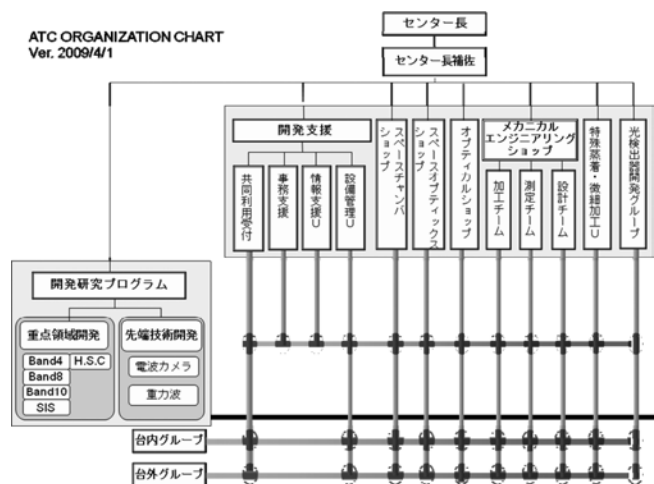 ATC ORGANIZATION CHART
Ver. 2009/4/1
センター長
センター長補佐
開発支援
共同利用受付
事務支援
情報支援U
設備管理U
スペースチャンバショップ
スペースオプティックスショップ
オプティカルショップ
メカニカル
エンジニアリング
ショップ
加工チーム
測定チーム
設計チーム
特殊蒸着・微細加工U
光検出器開発グループ
開発研究プログラム
重点領域開発
Band4
H.S.C
Band8
Band10
SIS
先端技術開発
電波カメラ
重力波
台内グループ
台外グループ